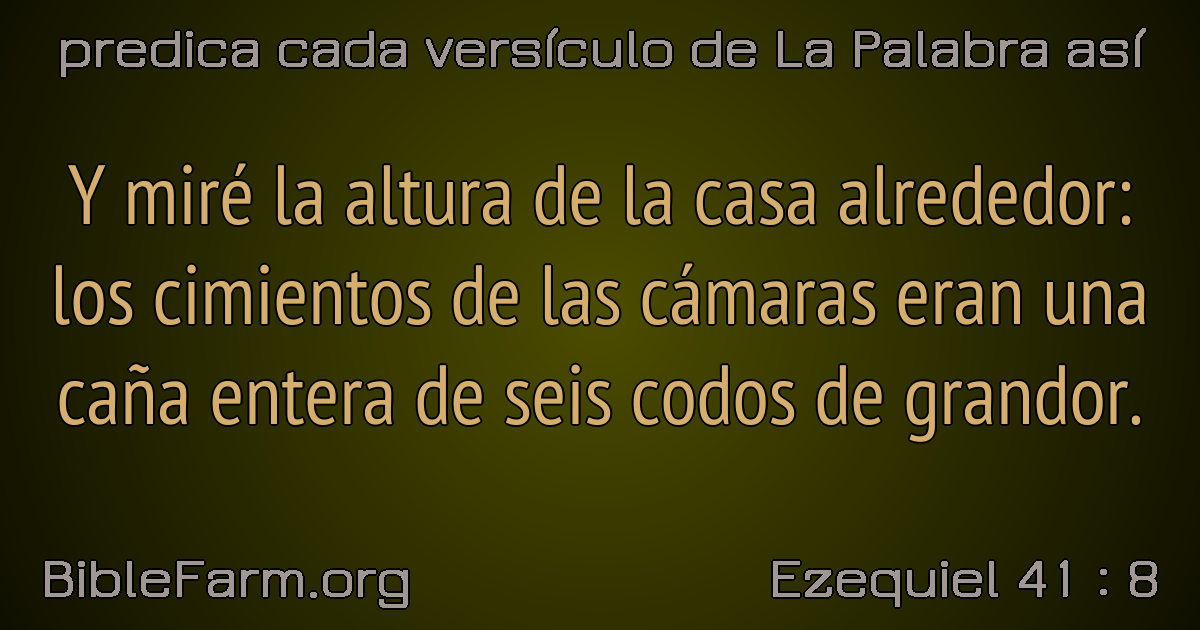 predica cada versículo de La Palabra así
Y miré la altura de la casa alrededor:
los cimientos de las cámaras eran una
caña entera de seis codos de grandor.
BibleFarm.org
Ezequiel 41 : 8